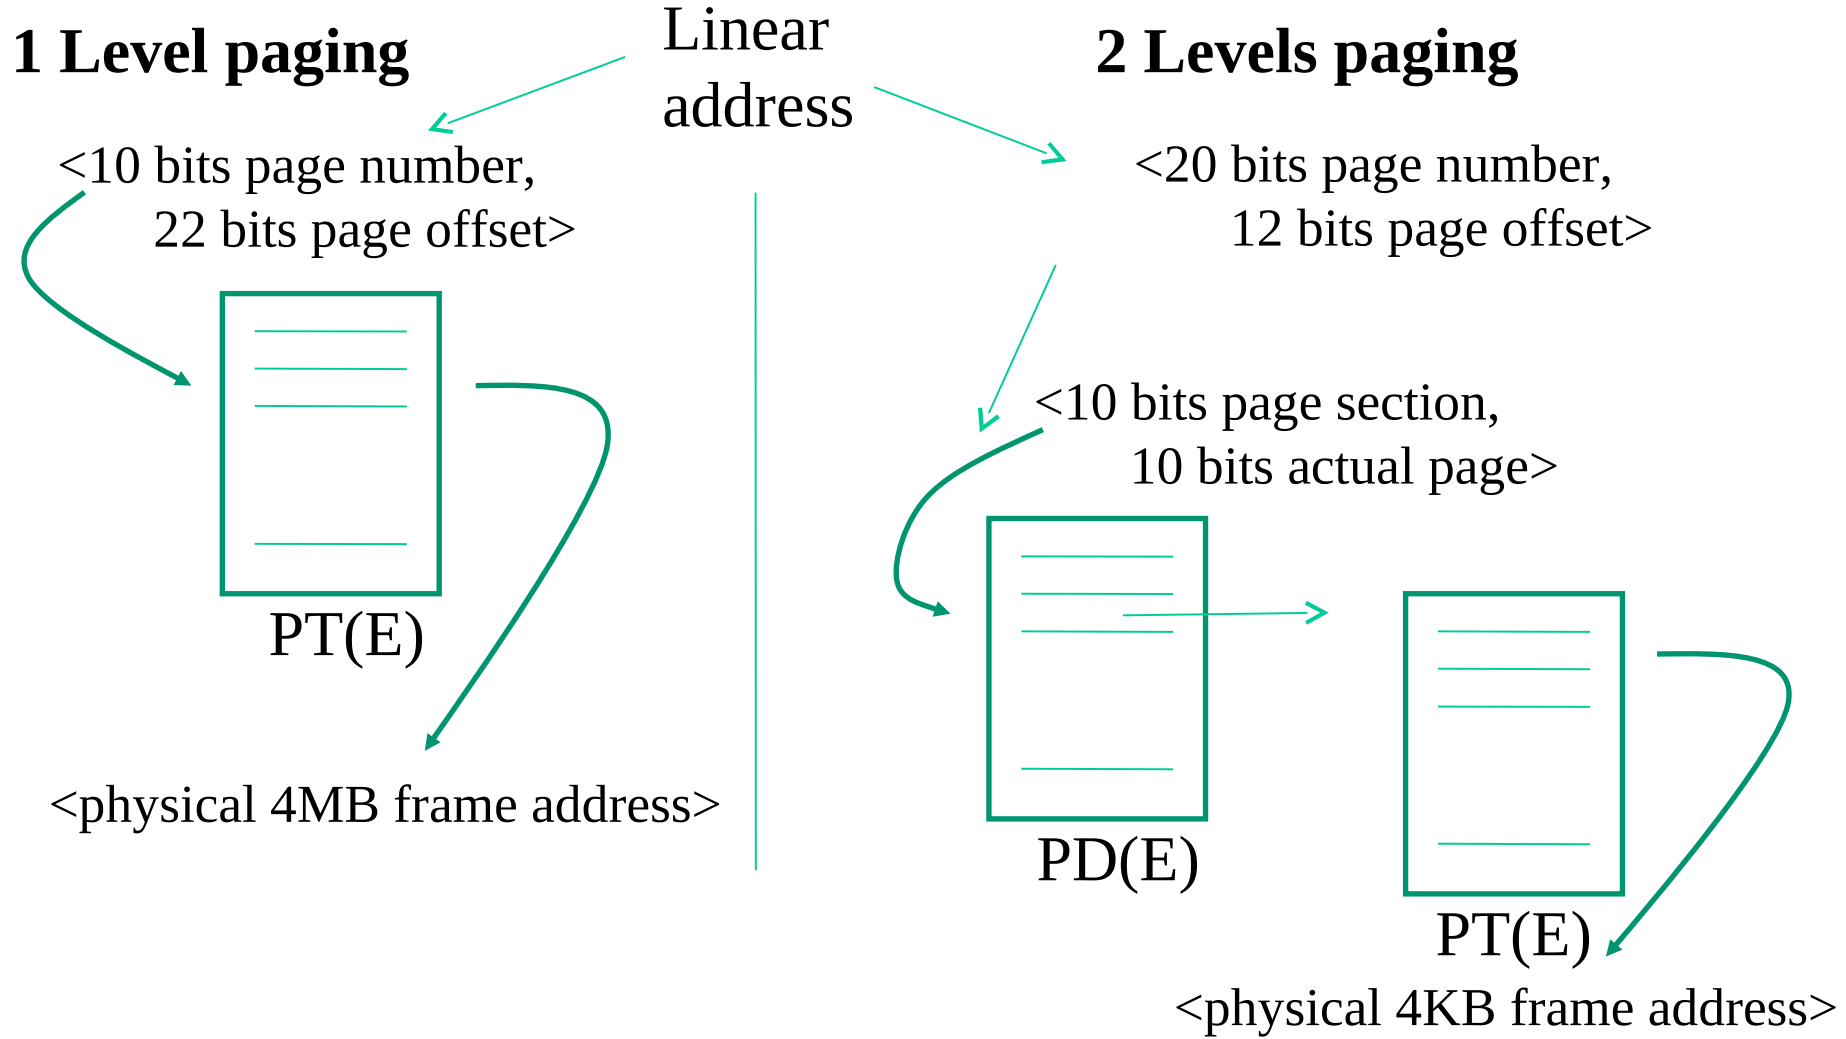 1 Level paging
Linear
address
2 Levels paging
<10 bits page number,
22 bits page offset>
PT(E)
<physical 4MB frame address>
<20 bits page number,
12 bits page offset>
<10 bits page section,
10 bits actual page>
PD(E)
PT(E)
<physical 4KB frame address>